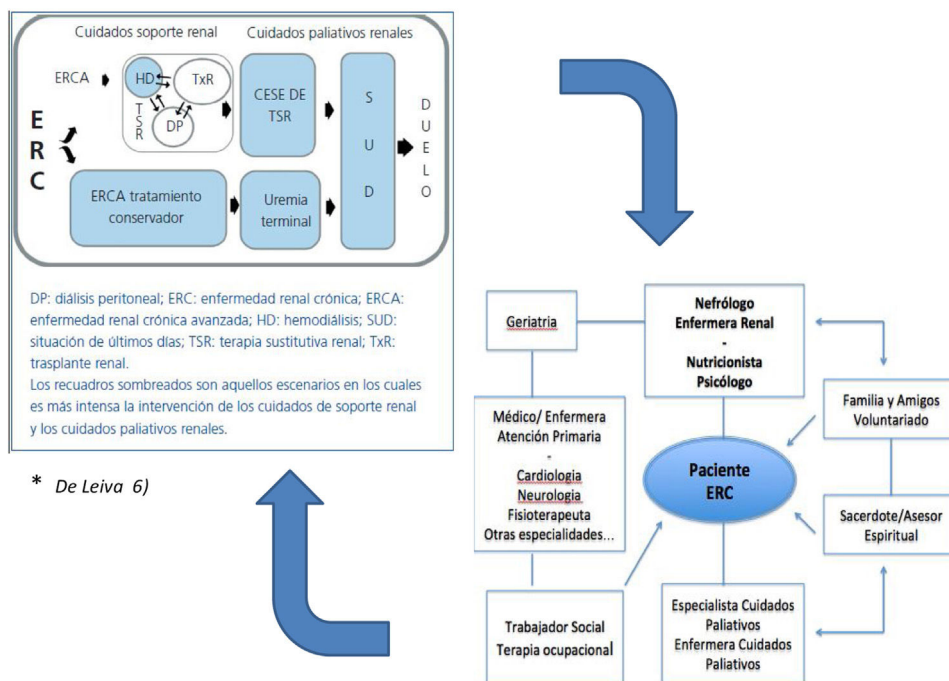 Cuidados soporte renal
Cuidados paliativos renales
ERCA
HD
TxR
DP
TSR
CESE DE
TSR
ERC
ERCA tratamiento
conservador
Uremia
terminal
SUD
DUELO
DP: diálisis peritoneal; ERC: enfermedad renal crónica; ERCA:
enfermedad renal crónica avanzada; HD: hemodiálisis; SUD:
situación de últimos días; TSR: terapia sustitutiva renal; TxR:
trasplante renal.
Los recuadros sombreados son aquellos escenarios en los cuales
es más intensa la intervención de los cuidados de soporte renal
y los cuidados paliativos renales.
* De Leiva 6)
Geriatria
Nefrólogo
Enfermera Renal
-
Nutricionista
Psicólogo
Médico/ Enfermera
Atención Primaria
-
Cardiologia
Neurologia
Fisioterapeuta
Otras especialidades...
Familia y Amigos
Voluntariado
Paciente
ERC
Sacerdote/Asesor
Espiritual
Trabajador Social
Terapia ocupacional
Especialista Cuidados
Paliativos
Enfermera Cuidados
Paliativos